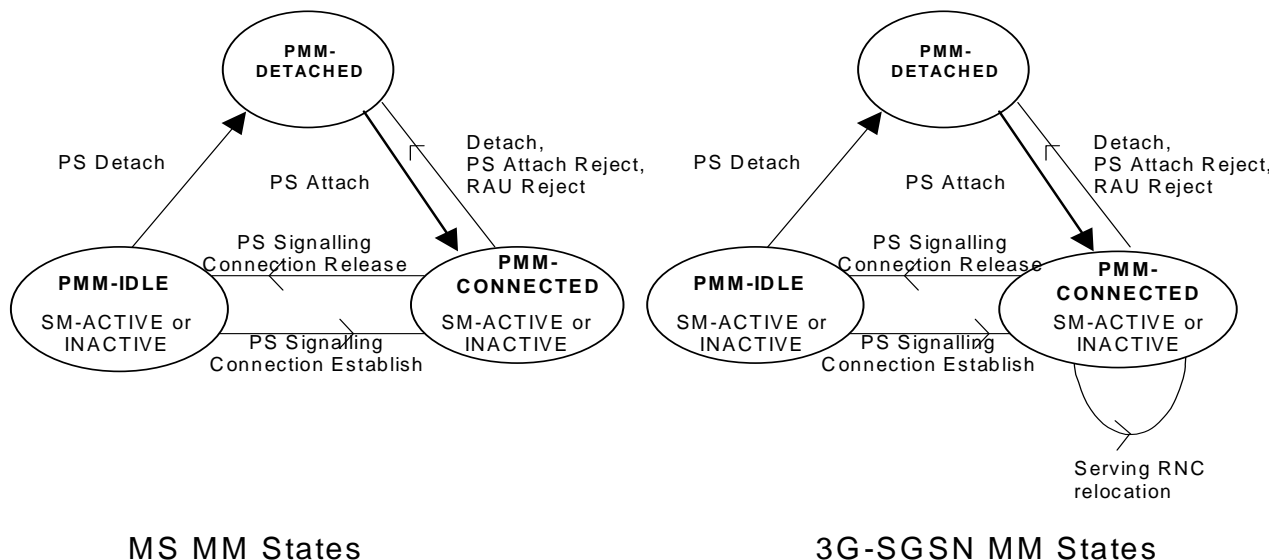 PMM-
DETACHED
PS Detach
PS Attach
Detach,
PS Attach Reject,
RAU Reject
PS Signalling
Connection Release
PMM-IDLE
SM-ACTIVE or
INACTIVE
PMM-
CONNECTED
SM-ACTIVE or
INACTIVE
PS Signalling
Connection Establish
MS MM States
PMM-
DETACHED
PS Detach
PS Attach
Detach,
PS Attach Reject,
RAU Reject
PS Signalling
Connection Release
PMM-IDLE
SM-ACTIVE or
INACTIVE
PMM-
CONNECTED
SM-ACTIVE or
INACTIVE
PS Signalling
Connection Establish
Serving RNC
relocation
3G-SGSN MM States